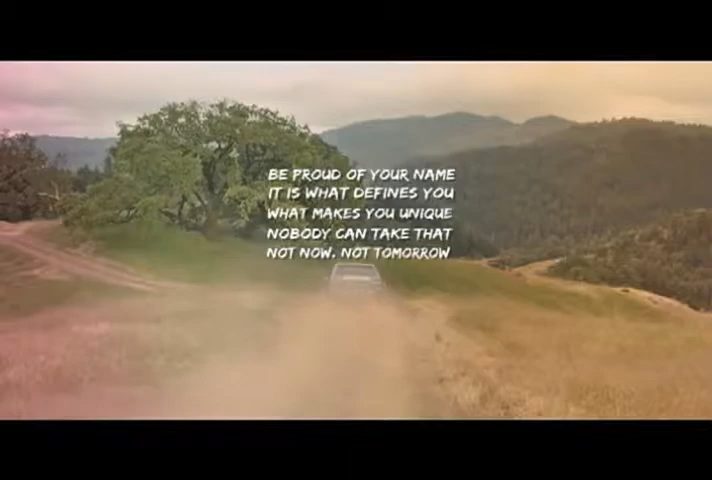 BE PROUD OF YOUR NAME
IT IS WHAT DEFINES YOU
WHAT MAKES YOU UNIQUE
NOBODY CAN TAKE THAT
NOT NOW. NOT TOMORROW